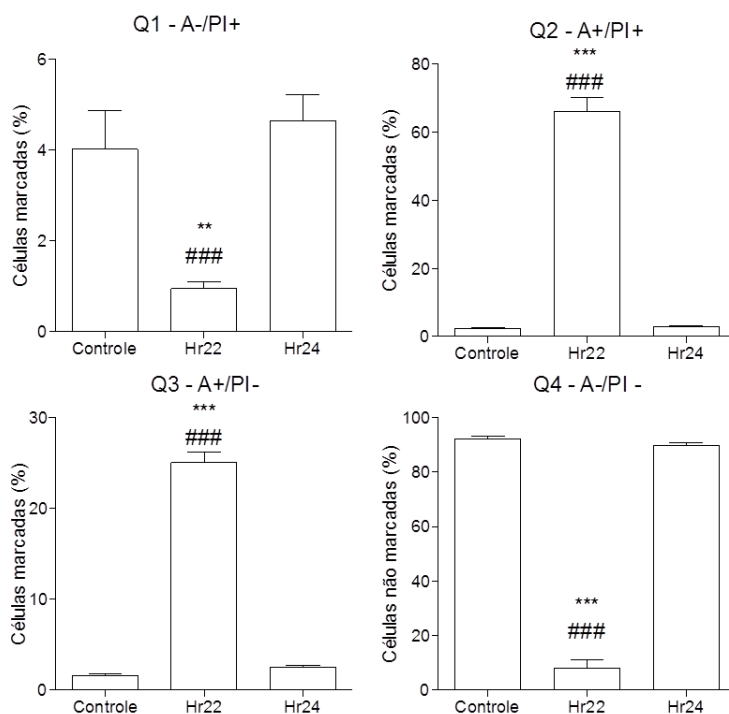 Q1 - A-/PI+
Células marcadas (%)
6
4
2
0
**
###
Controle
Hr22
Hr24
Q2 - A+/PI+
Células marcadas (%)
80
60
40
20
0
***
###
Controle
Hr22
Hr24
Q3 - A+/PI-
Células marcadas (%)
30
20
10
0
***
###
Controle
Hr22
Hr24
Q4 - A-/PI -
Células não marcadas (%)
100
80
60
40
20
0
***
###
Controle
Hr22
Hr24